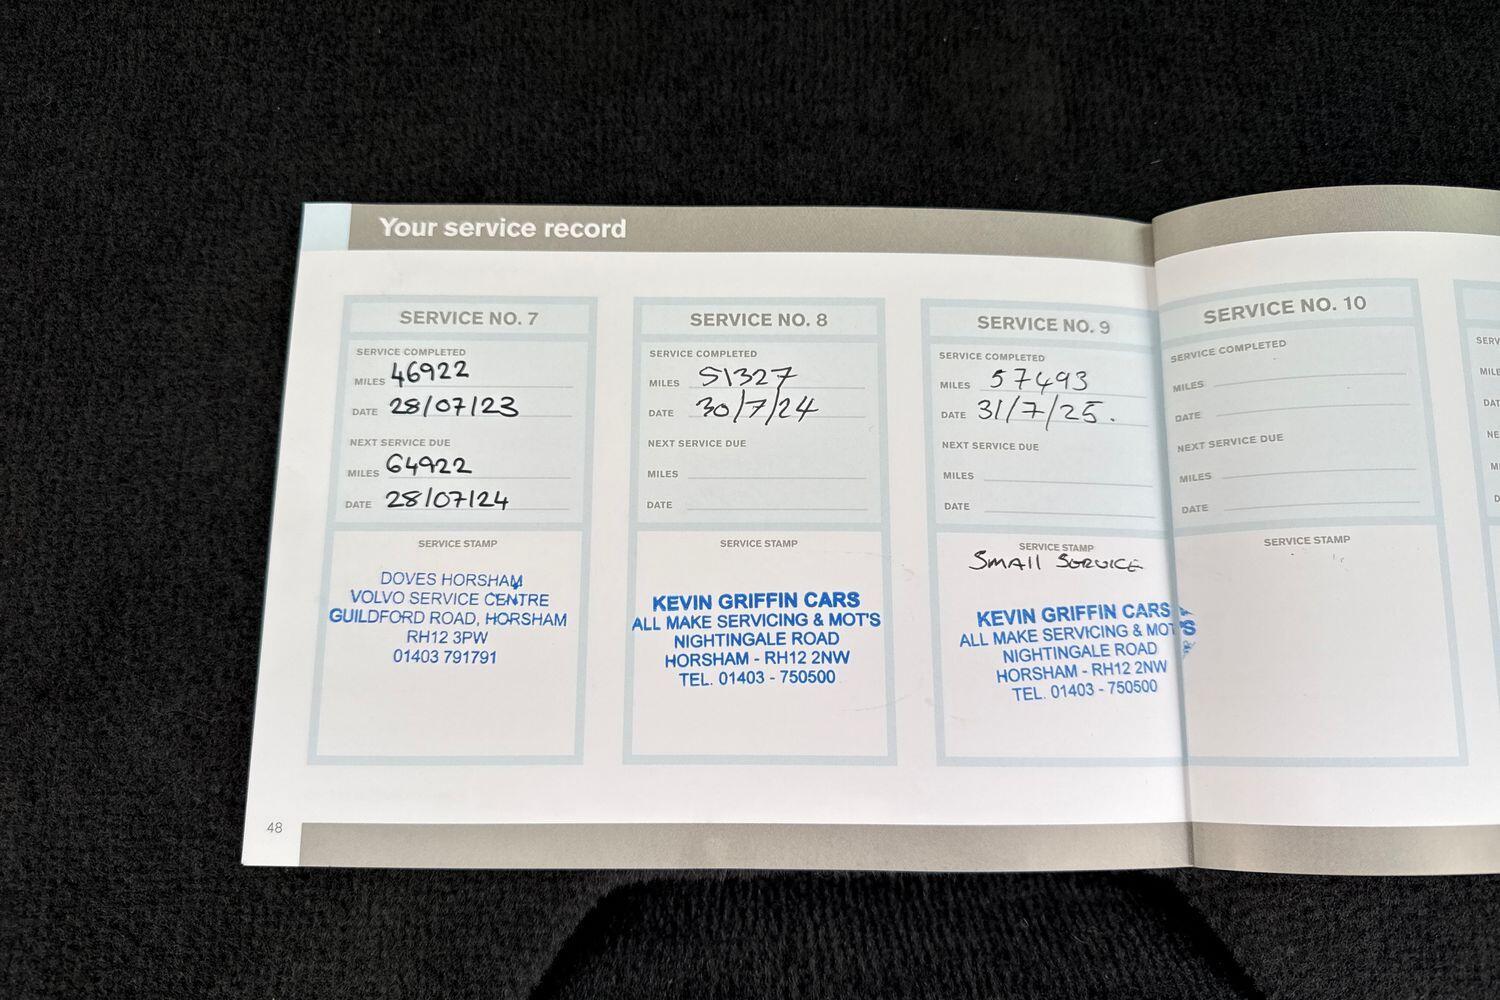 Your service record
SERVICE NO. 7
SERVICE COMPLETED
MILES 46922
DATE 28/07/23
NEXT SERVICE DUE
MILES 64922
DATE 28/07/24
SERVICE STAMP
DOVES HORSHAM
VOLVO SERVICE CENTRE
GUILDFORD ROAD, HORSHAM
RH12 3PW
01403 791791
SERVICE NO. 8
SERVICE COMPLETED
MILES 51327
DATE 30/7/24
NEXT SERVICE DUE
MILES
DATE
SERVICE STAMP
KEVIN GRIFFIN CARS
ALL MAKE SERVICING & MOT'S
NIGHTINGALE ROAD
HORSHAM - RH12 2NW
TEL. 01403 - 750500
SERVICE NO. 9
SERVICE COMPLETED
MILES 57493
DATE 31/7/25.
NEXT SERVICE DUE
MILES
DATE
SERVICE STAMP
Small Service
KEVIN GRIFFIN CARS
ALL MAKE SERVICING & MOT'S
NIGHTINGALE ROAD
HORSHAM - RH12 2NW
TEL. 01403 - 750500
SERVICE NO. 10
SERVICE COMPLETED
MILES
DATE
NEXT SERVICE DUE
MILES
DATE
SERVICE STAMP
48